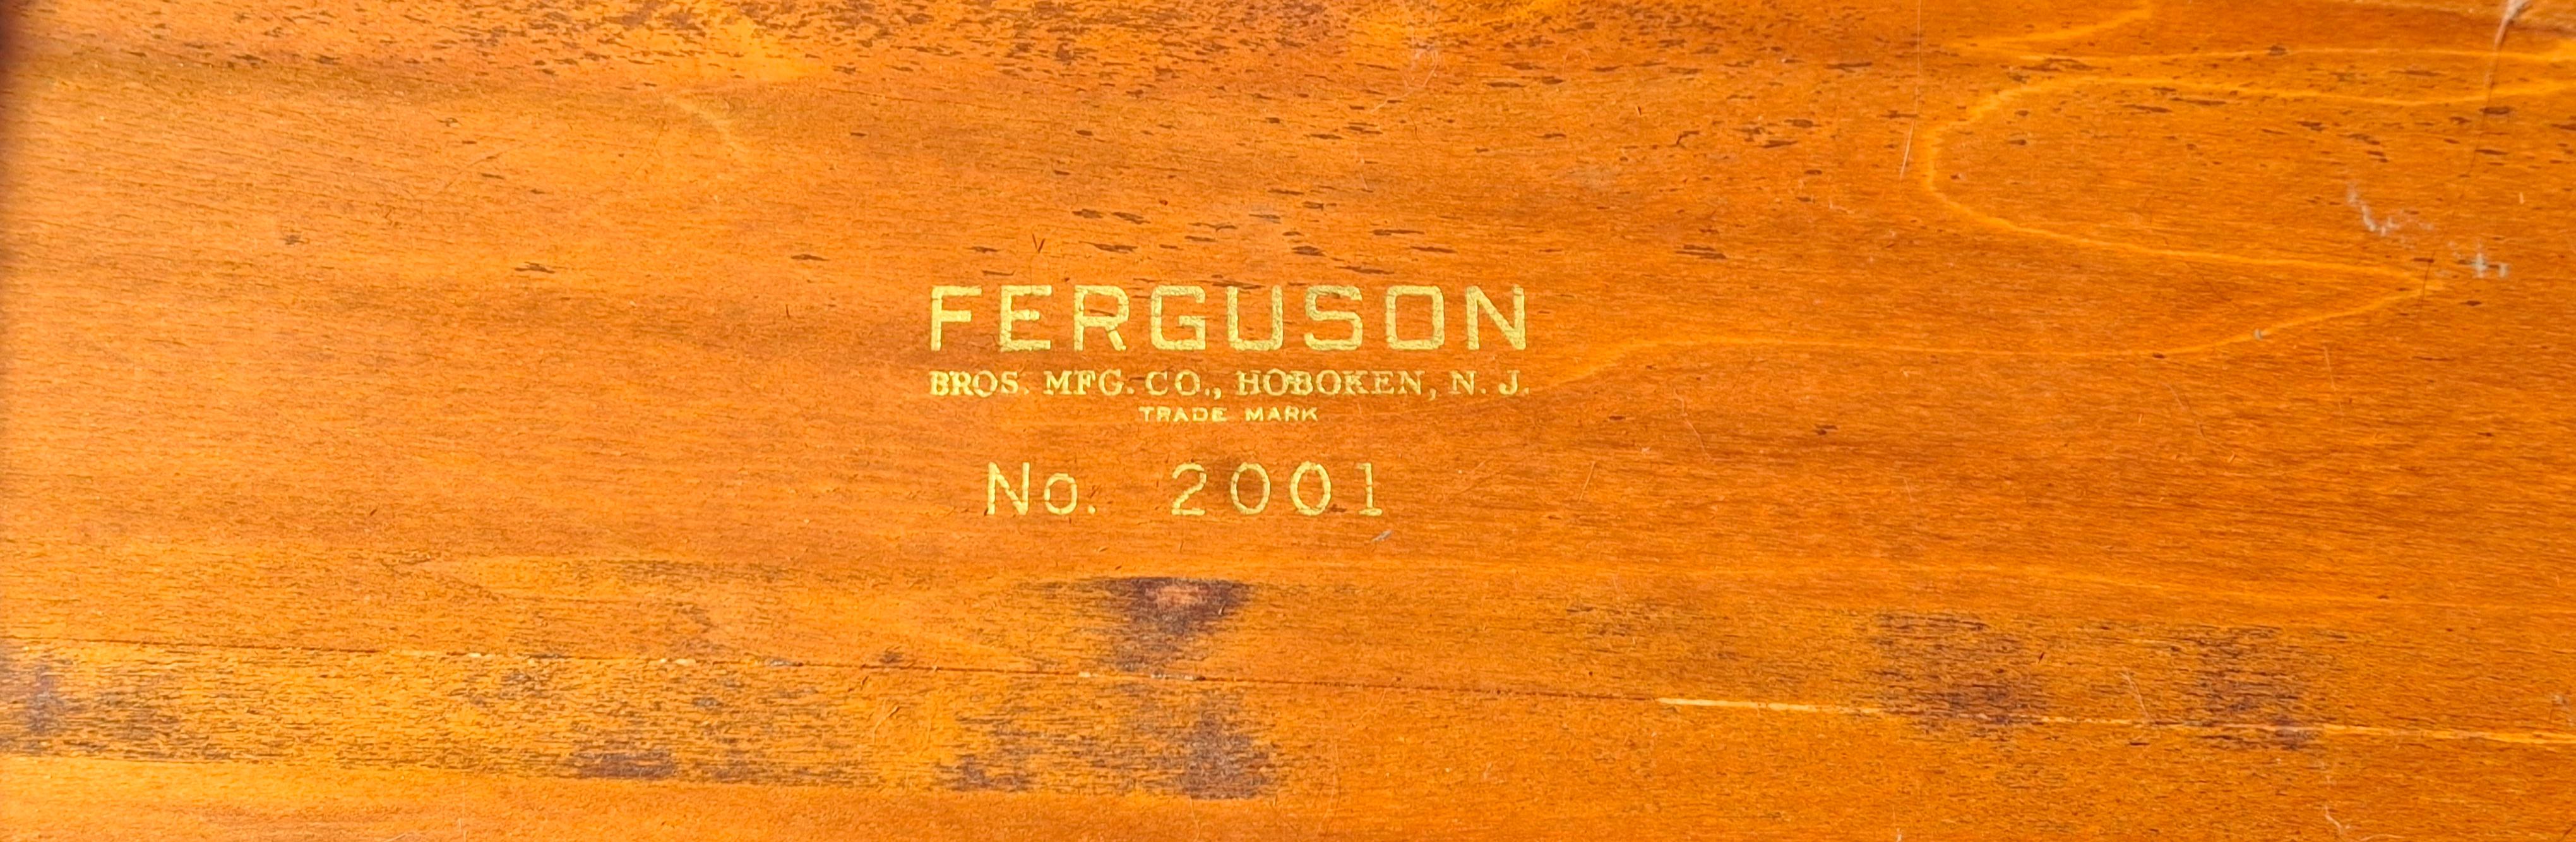 FERGUSON
BROS. MFG. CO., HOBOKEN, N. J.
TRADE MARK
No. 2001